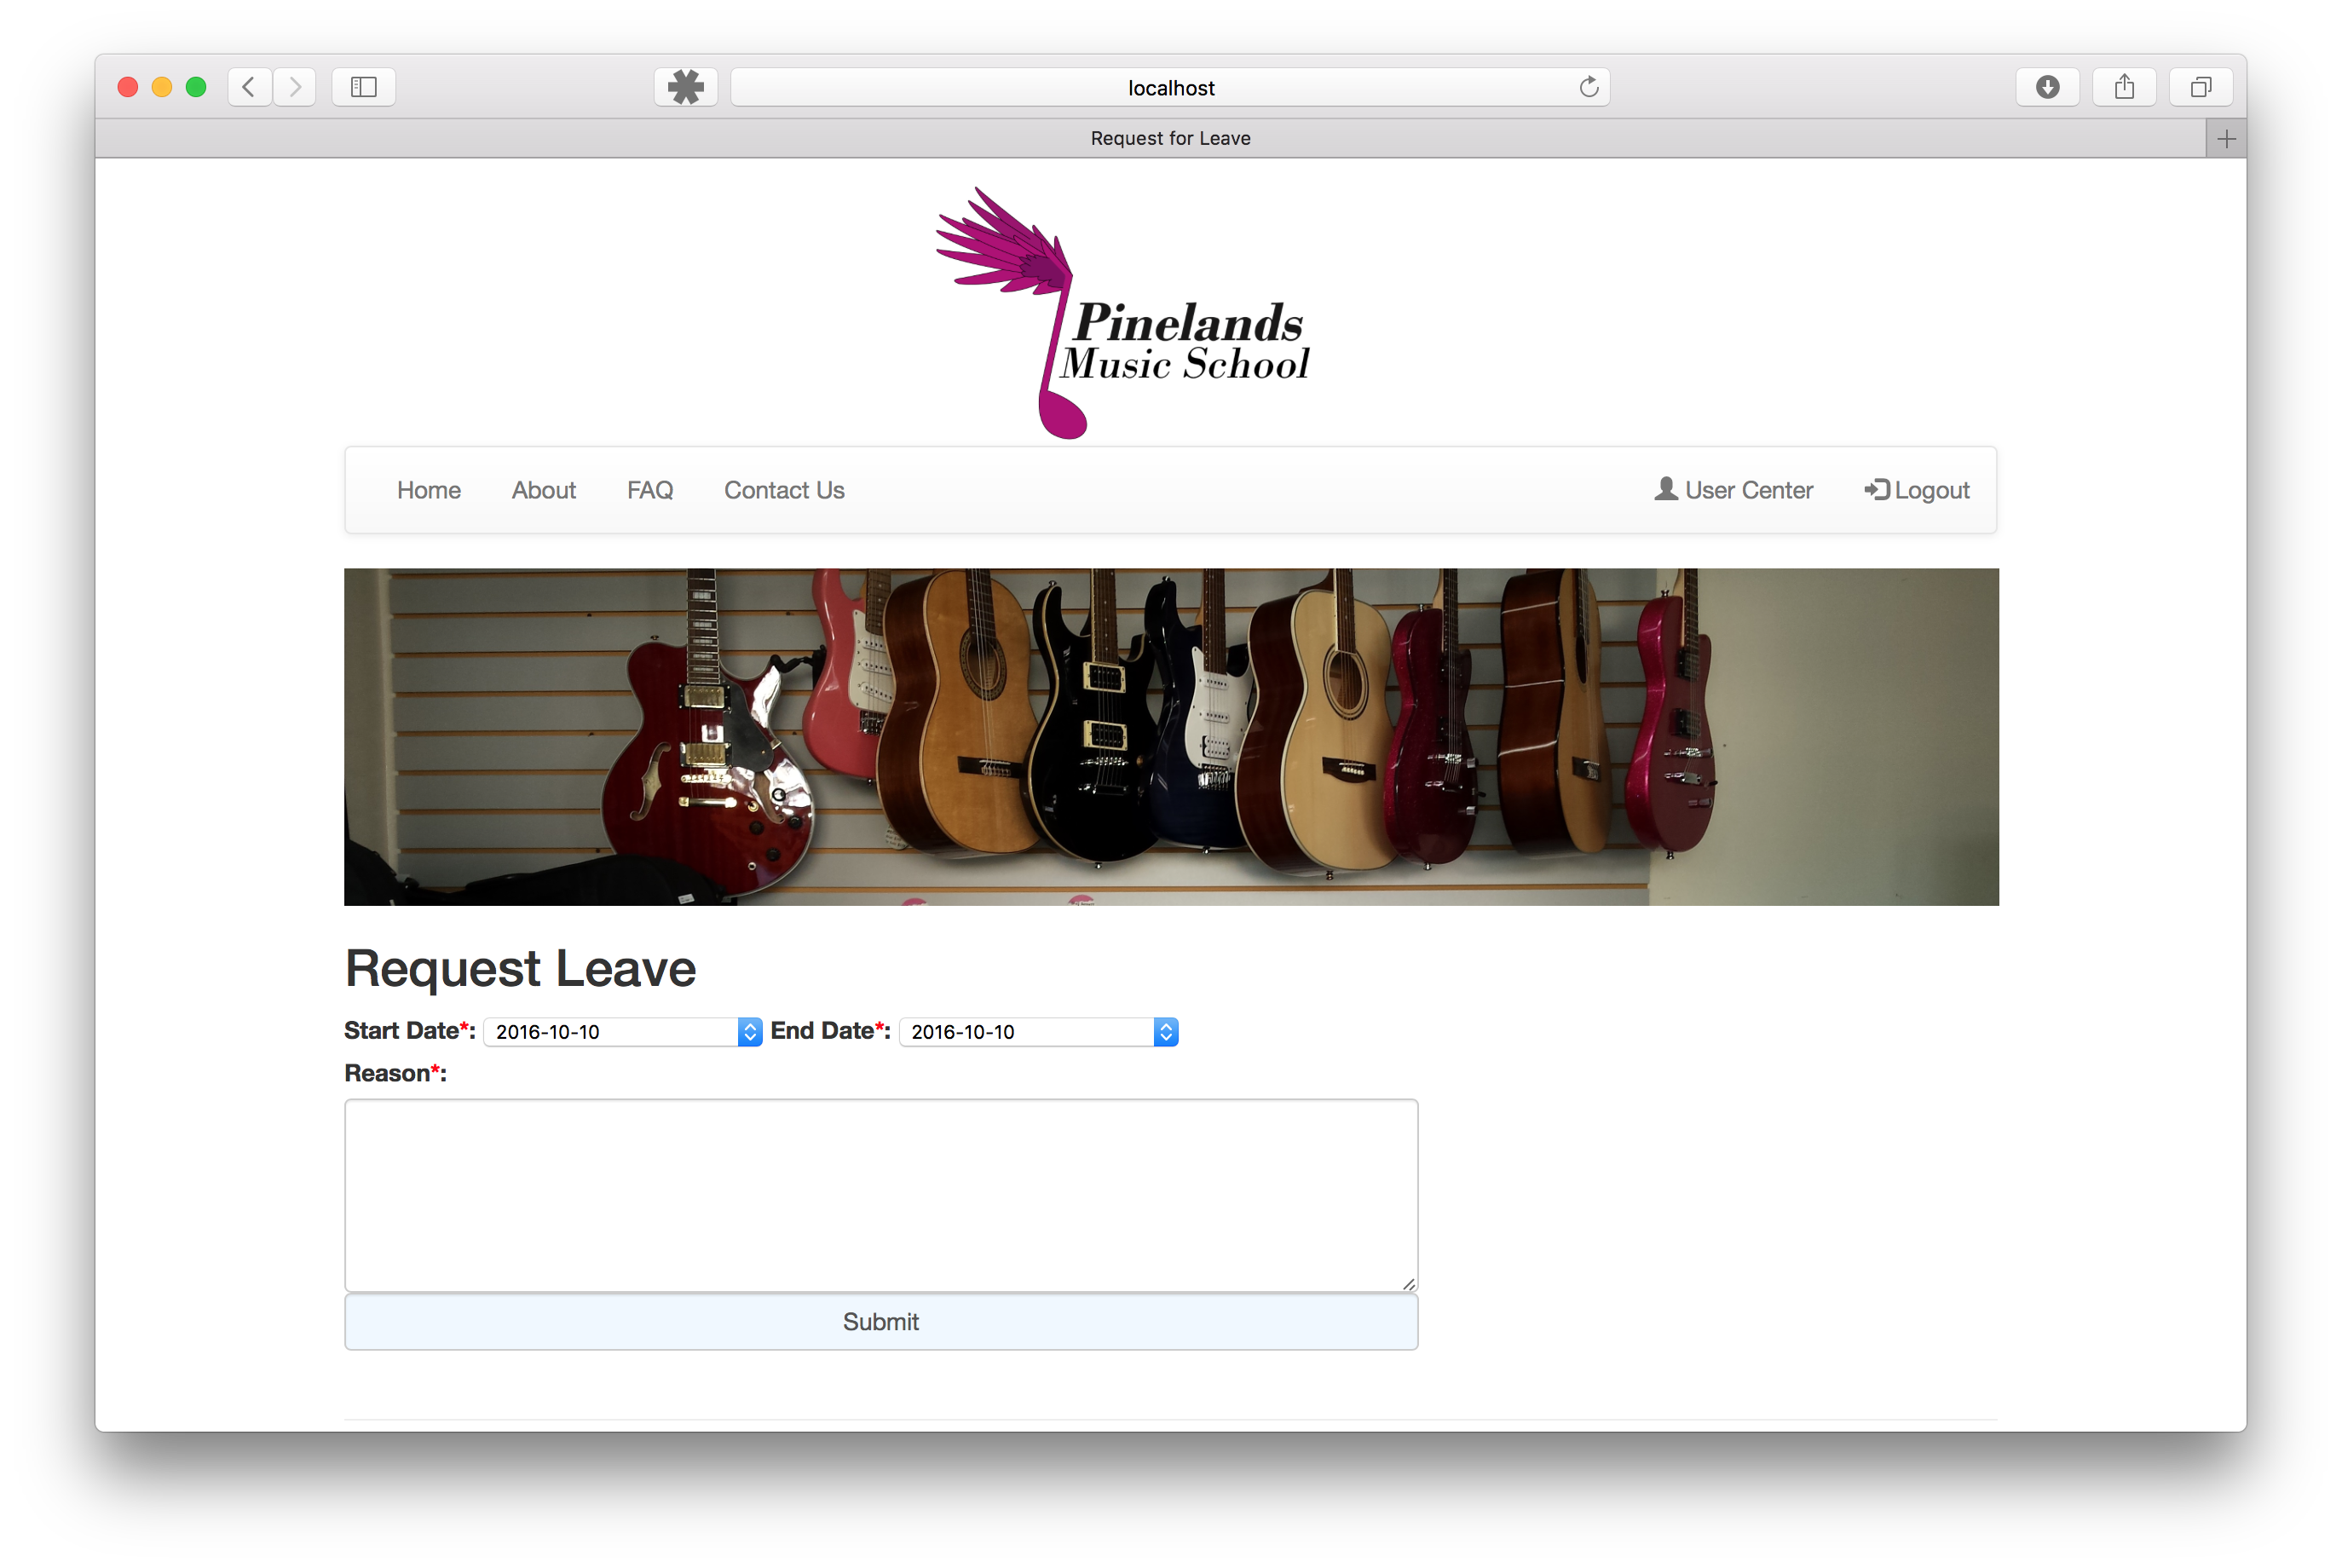 localhost
Request for Leave
Pinelands
Music School
Home About FAQ Contact Us User Center Logout
Request Leave
Start Date*: 2016-10-10 End Date*: 2016-10-10
Reason*:
Submit